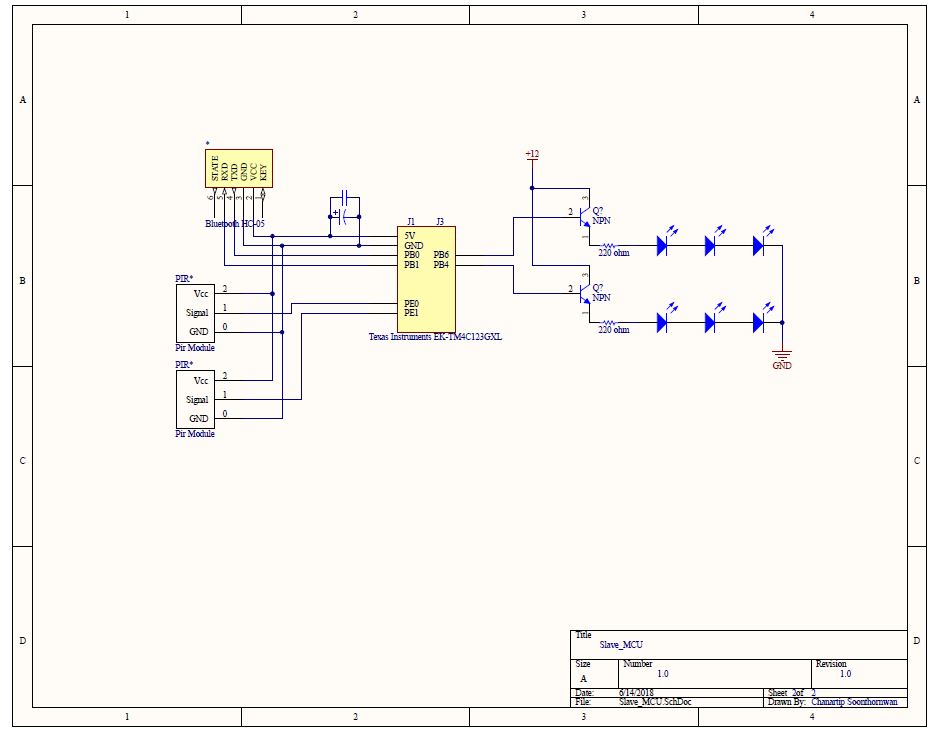 1 2 3 4
A A
*
STATE
RXD
TXD
GND
VCC
KEY
6 5 4 3 2 1
Bluetooth HC-05
+
J1 J3
5V
GND
PB0 PB6
PB1 PB4
PE0
PE1
Texas Instruments EK-TM4C123GXL
+12
3
2 Q?
NPN
1
220 ohm
3
2 Q?
NPN
1
220 ohm
GND
B B
PIR*
Vcc 2
Signal 1
GND 0
Pir Module
PIR*
Vcc 2
Signal 1
GND 0
Pir Module
C C
D D
Title
Slave_MCU
Size Number Revision
A 1.0 1.0
Date: 6/14/2018 Sheet 2of 2
File: Slave_MCU.SchDoc Drawn By: Chanartip Soonthornwan
1 2 3 4